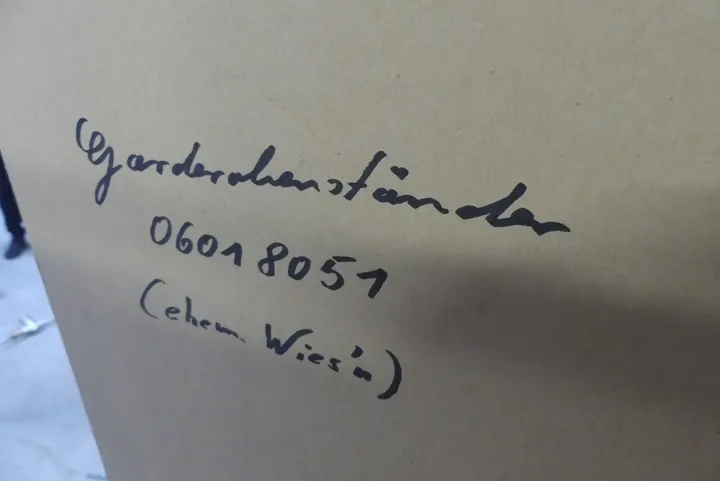 Garderobenständer
06018051
(ehem. Wies'n)